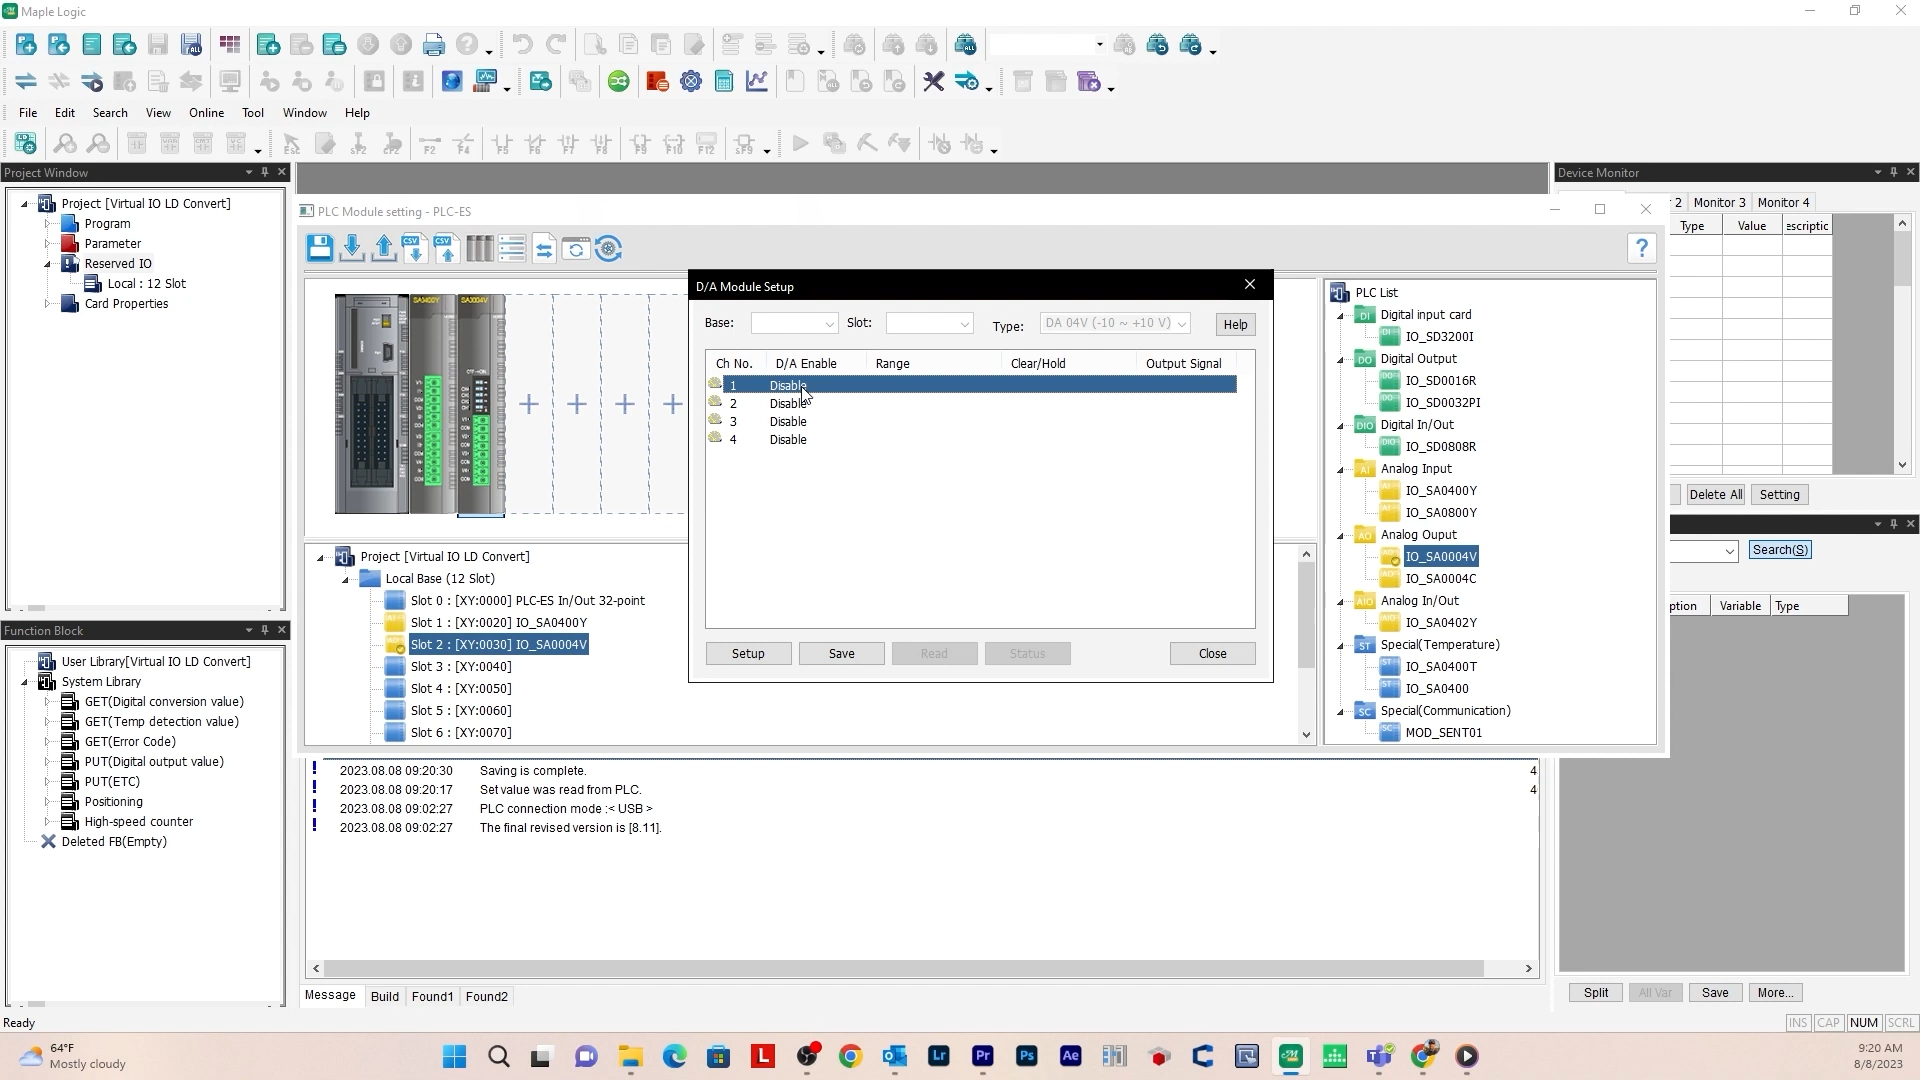 Maple Logic
File Edit Search View Online Tool Window Help
Project Window
Project [Virtual IO LD Convert]
Program
Parameter
Reserved IO
Local : 12 Slot
Card Properties
Function Block
User Library[Virtual IO LD Convert]
System Library
GET(Digital conversion value)
GET(Temp detection value)
GET(Error Code)
PUT(Digital output value)
PUT(ETC)
Positioning
High-speed counter
Deleted FB(Empty)
PLC Module setting - PLC-ES
SA0400Y SA0004V
Project [Virtual IO LD Convert]
Local Base (12 Slot)
Slot 0 : [XY:0000] PLC-ES In/Out 32-point
Slot 1 : [XY:0020] IO_SA0400Y
Slot 2 : [XY:0030] IO_SA0004V
Slot 3 : [XY:0040]
Slot 4 : [XY:0050]
Slot 5 : [XY:0060]
Slot 6 : [XY:0070]
D/A Module Setup
Base: Slot: Type: DA 04V (-10 ~ +10 V) Help
Ch No. D/A Enable Range Clear/Hold Output Signal
1 Disable
2 Disable
3 Disable
4 Disable
Setup Save Read Status Close
PLC List
Digital input card
IO_SD3200I
Digital Output
IO_SD0016R
IO_SD0032PI
Digital In/Out
IO_SD0808R
Analog Input
IO_SA0400Y
IO_SA0800Y
Analog Ouput
IO_SA0004V
IO_SA0004C
Analog In/Out
IO_SA0402Y
Special(Temperature)
IO_SA0400T
IO_SA0400
Special(Communication)
MOD_SENT01
Device Monitor
2 Monitor 3 Monitor 4
Type Value escriptic
Delete All Setting
Search(S)
ption Variable Type
Split All Var Save More...
2023.08.08 09:20:30 Saving is complete. 4
2023.08.08 09:20:17 Set value was read from PLC. 4
2023.08.08 09:02:27 PLC connection mode :< USB >
2023.08.08 09:02:27 The final revised version is [8.11].
Message Build Found1 Found2
Ready
INS CAP NUM SCRL
64°F
Mostly cloudy
9:20 AM
8/8/2023